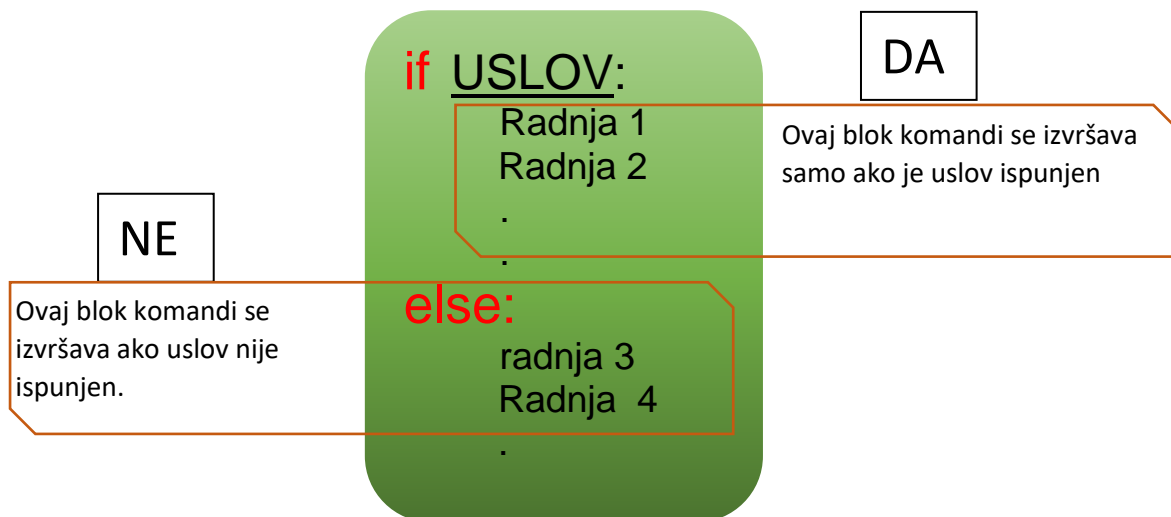 if USLOV:
DA
Radnja 1
Radnja 2
.
.
Ovaj blok komandi se izvršava
samo ako je uslov ispunjen
NE
Ovaj blok komandi se
izvršava ako uslov nije
ispunjen.
else:
radnja 3
Radnja 4
.